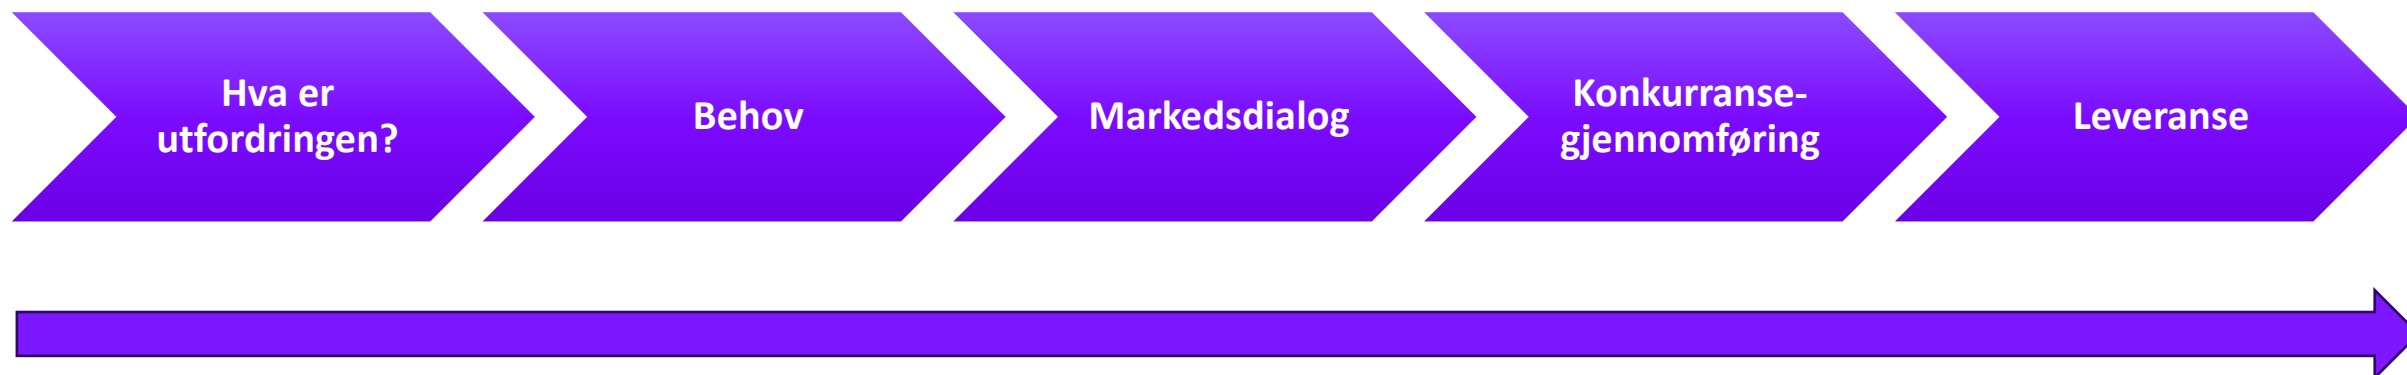 Hva er
utfordringen?
Behov
Markedsdialog
Konkurranse-
gjennomføring
Leveranse